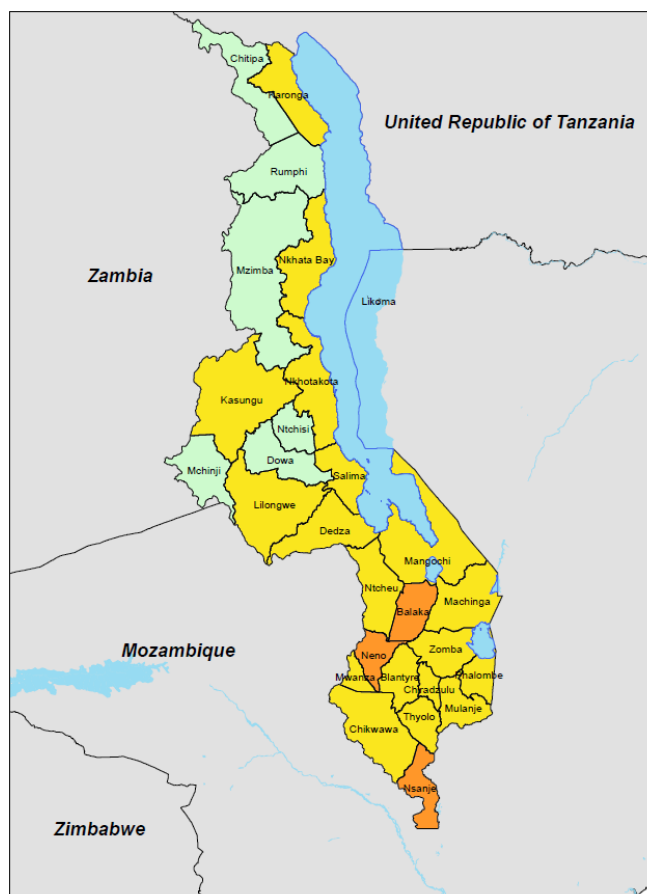 Chitipa
Karonga
United Republic of Tanzania
Rumphi
Nkhata Bay
Mzimba
Zambia
Likoma
Nkhotakota
Kasungu
Ntchisi
Dowa
Mchinji
Salima
Lilongwe
Dedza
Mangochi
Ntcheu
Machinga
Balaka
Zomba
Mozambique
Neno
Mwanza
Blantyre
Phalombe
Chiradzulu
Mulanje
Thyolo
Chikwawa
Nsanje
Zimbabwe